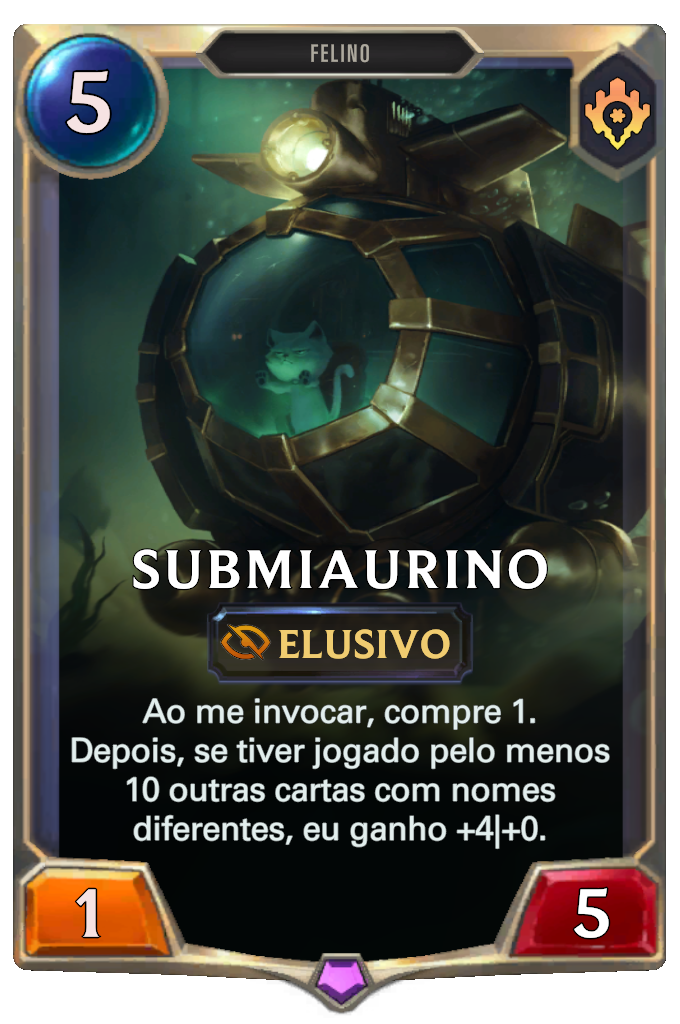 FELINO
5
SUBMIAURINO
ELUSIVO
Ao me invocar, compre 1.
Depois, se tiver jogado pelo menos
10 outras cartas com nomes
diferentes, eu ganho +4|+0.
1
5